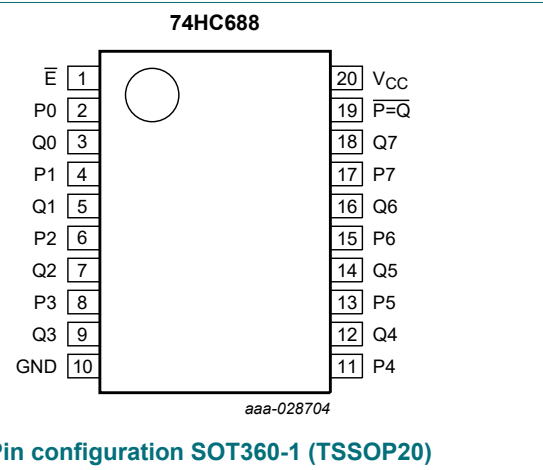 74HC688
E̅ 1 20 VCC
P0 2 19 P̅=̅Q̅
Q0 3 18 Q7
P1 4 17 P7
Q1 5 16 Q6
P2 6 15 P6
Q2 7 14 Q5
P3 8 13 P5
Q3 9 12 Q4
GND 10 11 P4
aaa-028704
in configuration SOT360-1 (TSSOP20)